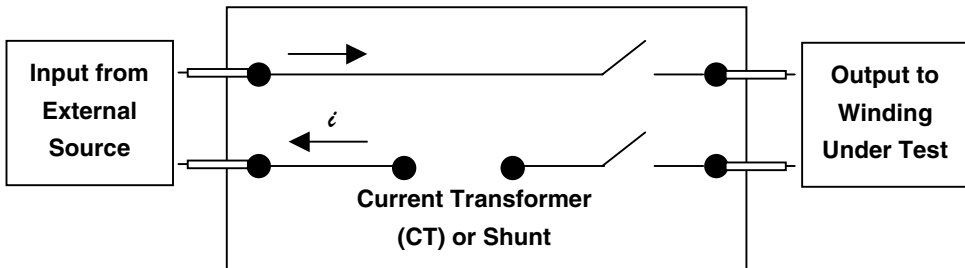 Input from
External
Source
i
Current Transformer
(CT) or Shunt
Output to
Winding
Under Test